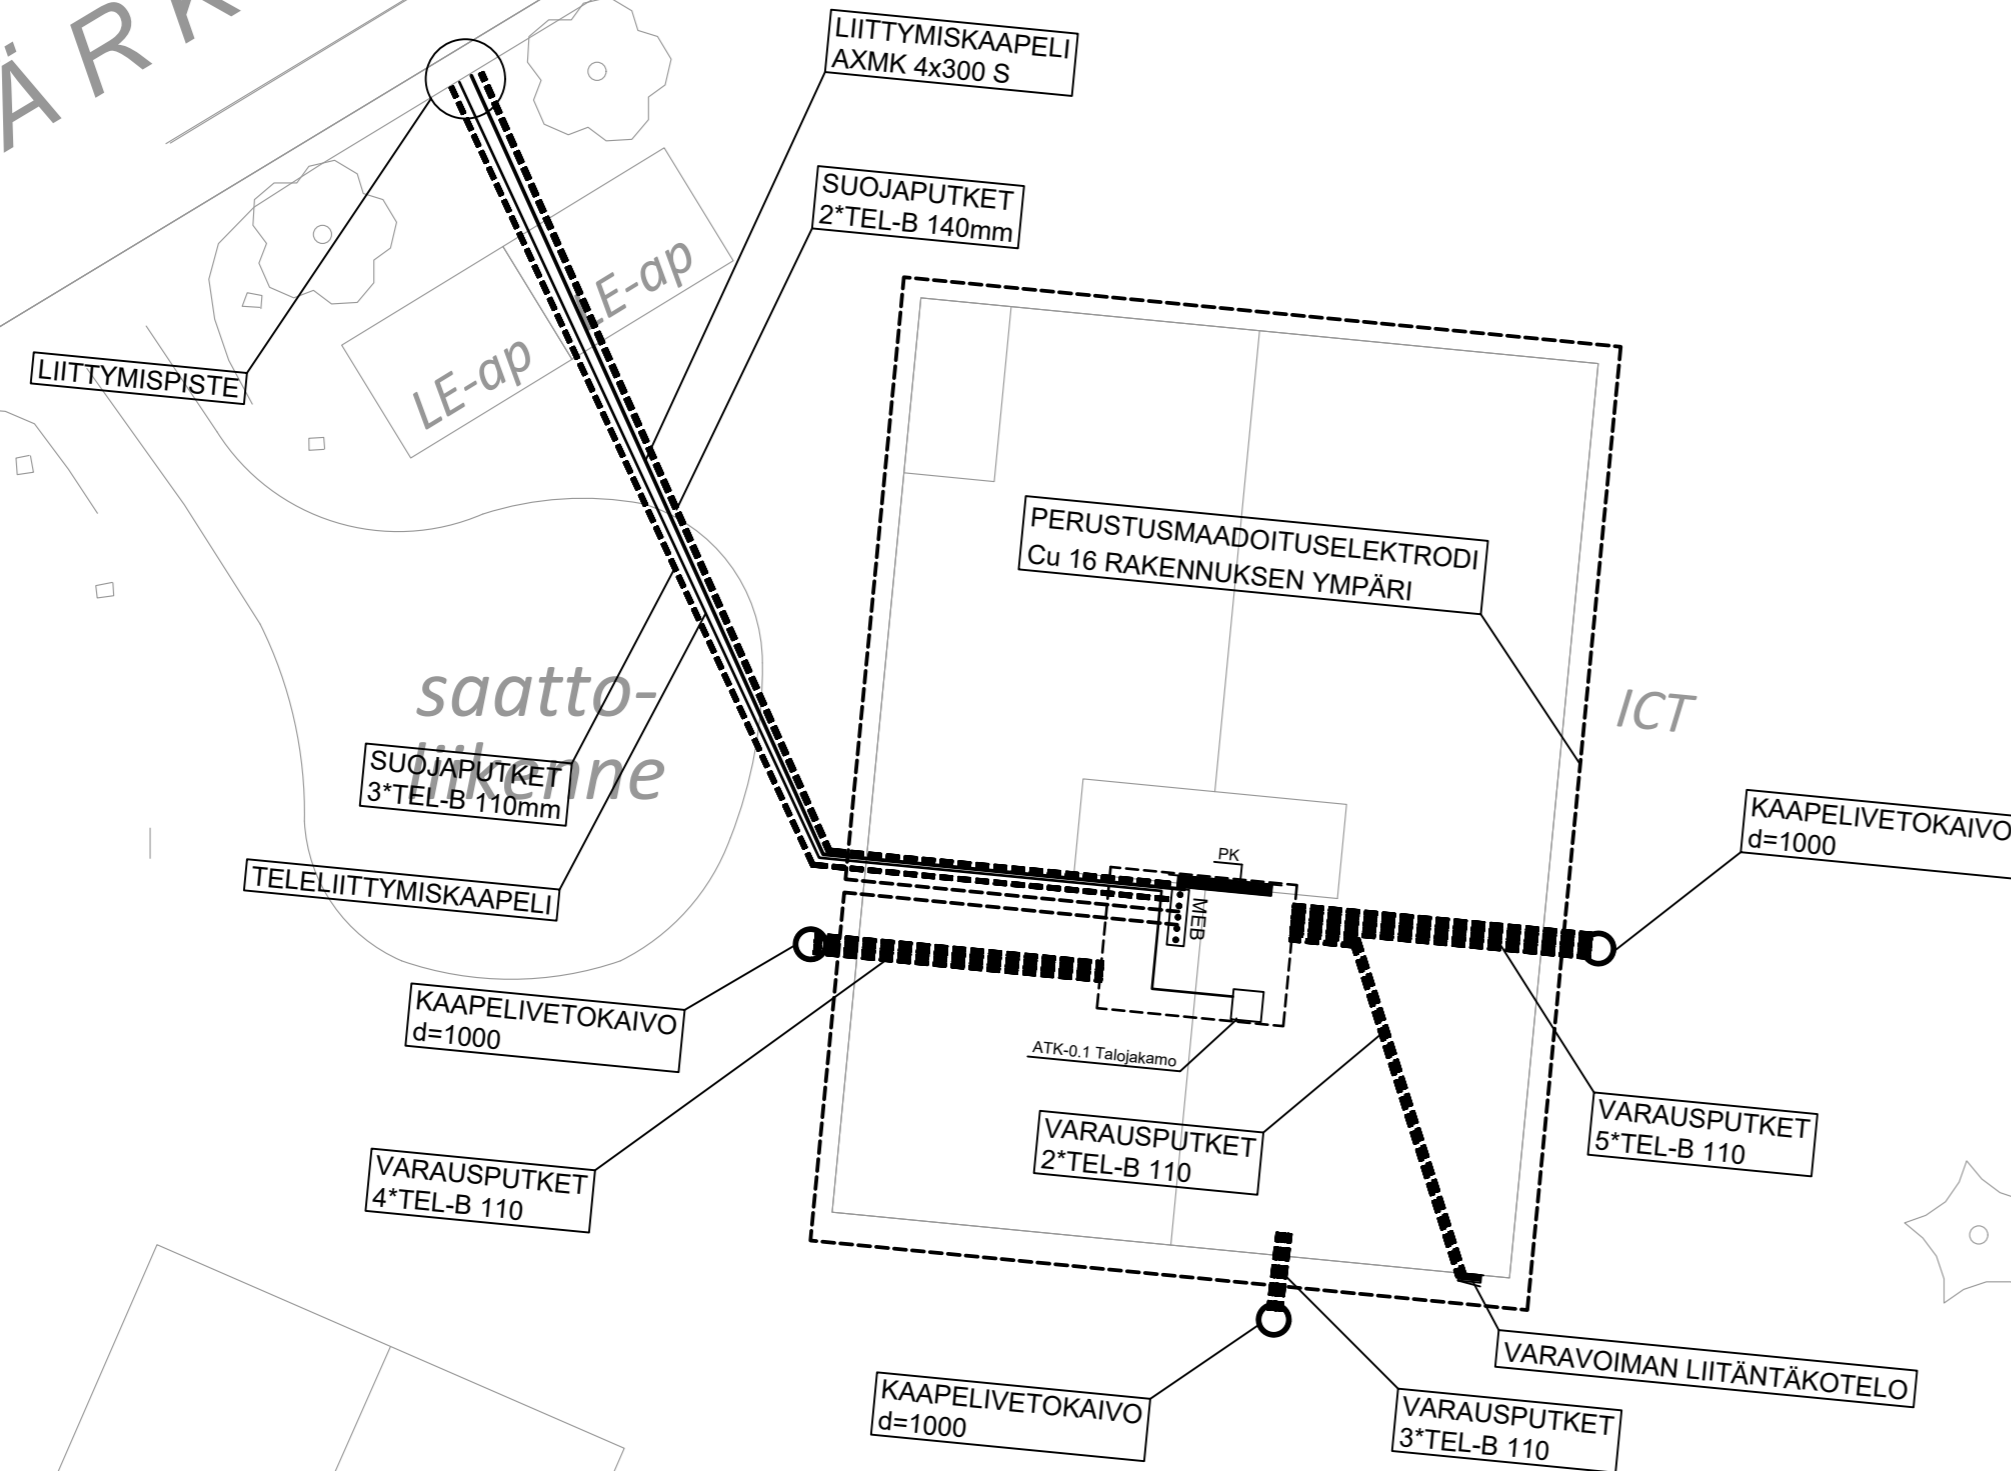 ÄRK
LIITTYMISKAAPELI
AXMK 4x300 S
SUOJAPUTKET
2*TEL-B 140mm
LE-ap
LE-ap
LIITTYMISPISTE
PERUSTUSMAADOITUSELEKTRODI
Cu 16 RAKENNUKSEN YMPÄRI
ICT
saatto-
liikenne
SUOJAPUTKET
3*TEL-B 110mm
TELELIITTYMISKAAPELI
KAAPELIVETOKAIVO
d=1000
PK
MEB
KAAPELIVETOKAIVO
d=1000
ATK-0.1 Talojakamo
VARAUSPUTKET
4*TEL-B 110
VARAUSPUTKET
2*TEL-B 110
VARAUSPUTKET
5*TEL-B 110
VARAVOIMAN LIITÄNTÄKOTELO
KAAPELIVETOKAIVO
d=1000
VARAUSPUTKET
3*TEL-B 110